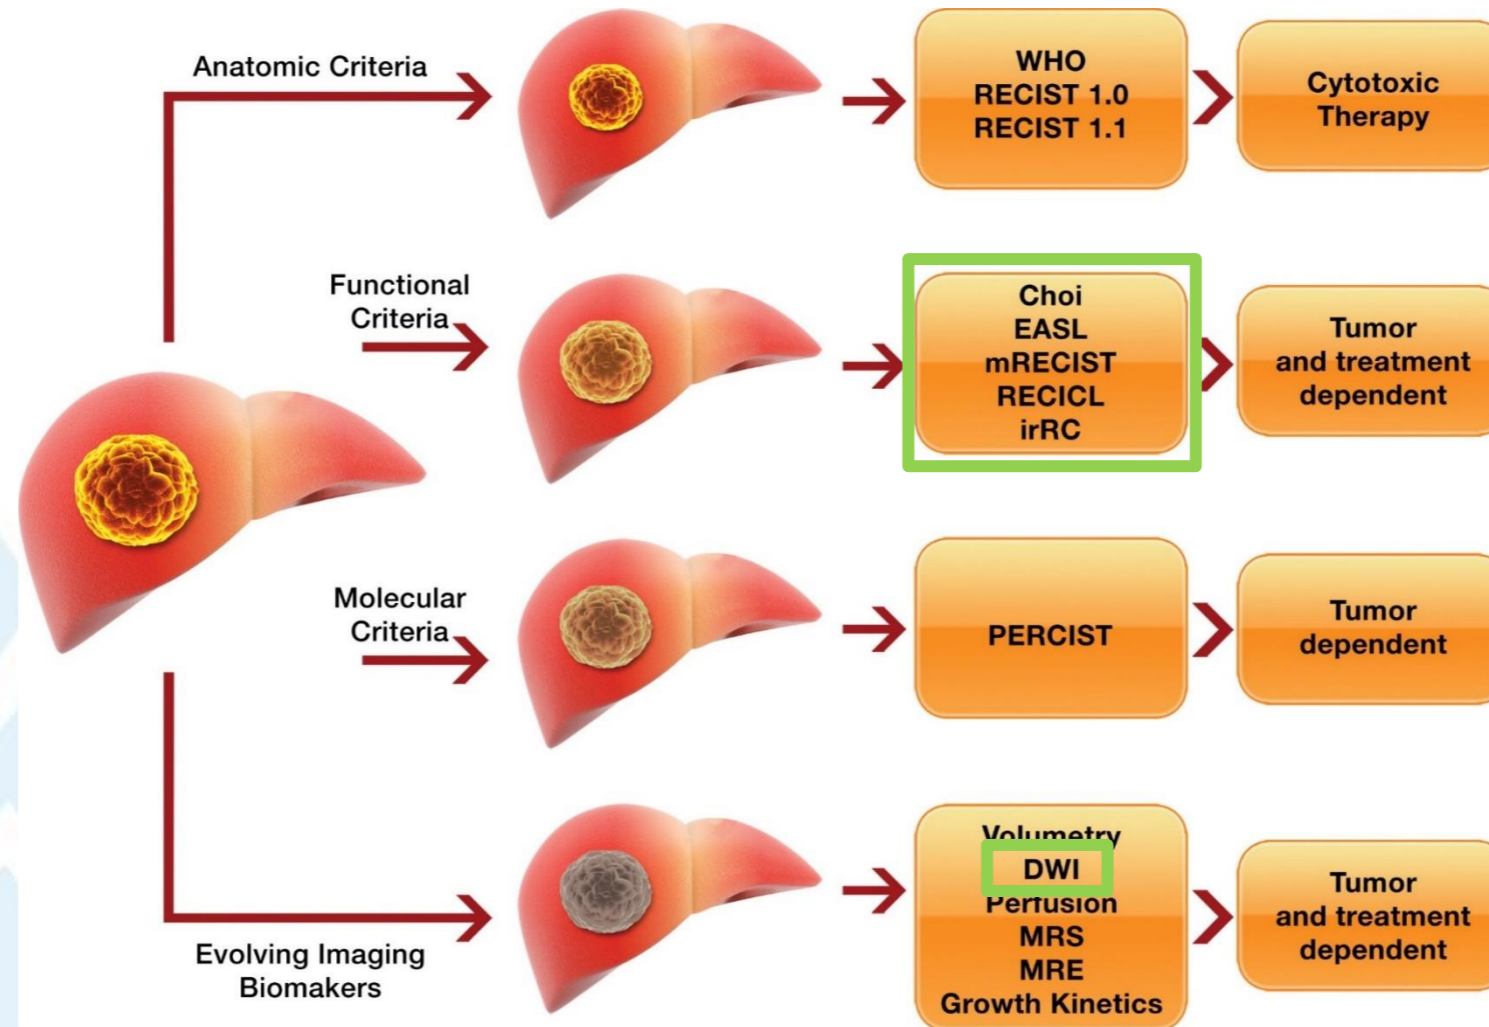 Anatomic Criteria
WHO
RECIST 1.0
RECIST 1.1
Cytotoxic
Therapy
Functional
Criteria
Choi
EASL
mRECIST
RECICL
irRC
Tumor
and treatment
dependent
Molecular
Criteria
PERCIST
Tumor
dependent
Evolving Imaging
Biomakers
Volumetry
DWI
Perfusion
MRS
MRE
Growth Kinetics
Tumor
and treatment
dependent